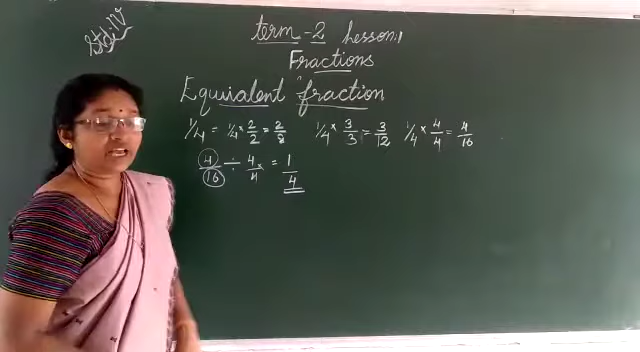 Std: IV
term - 2 Lesson:1
Fractions
Equivalent fraction
1/4 = 1/4 × 2/2 = 2/8 1/4 × 3/3 = 3/12 1/4 × 4/4 = 4/16
4/16 ÷ 4/4 = 1/4